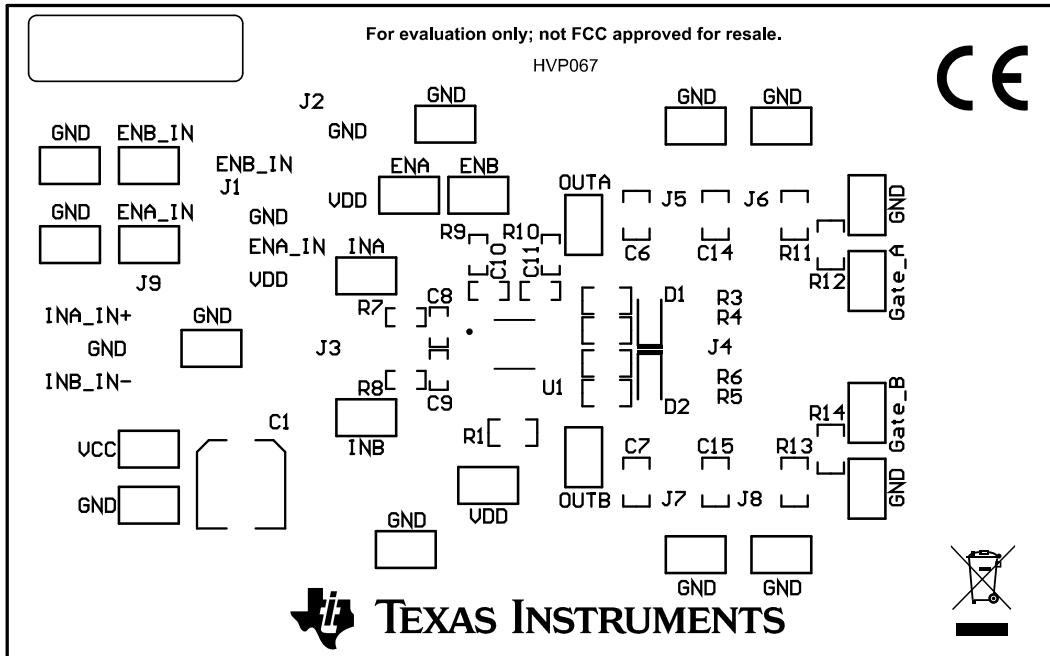 For evaluation only; not FCC approved for resale.
HVP067
CE
J2
GND
GND
GND
GND
GND
ENB_IN
ENB_IN
J1
ENA
ENB
VDD
OUTA
J5
J6
GND
GND
ENA_IN
GND
ENA_IN
VDD
J9
INA
R9
R10
C10
C11
C6
C14
R11
R12
Gate_A
INA_IN+
GND
INB_IN-
GND
R7
C8
J3
R8
C9
U1
D1
D2
R3
R4
J4
R6
R5
C1
VCC
GND
INB
R1
VDD
GND
OUTB
C7
C15
R13
R14
Gate_B
GND
J7
J8
GND
GND
TEXAS INSTRUMENTS